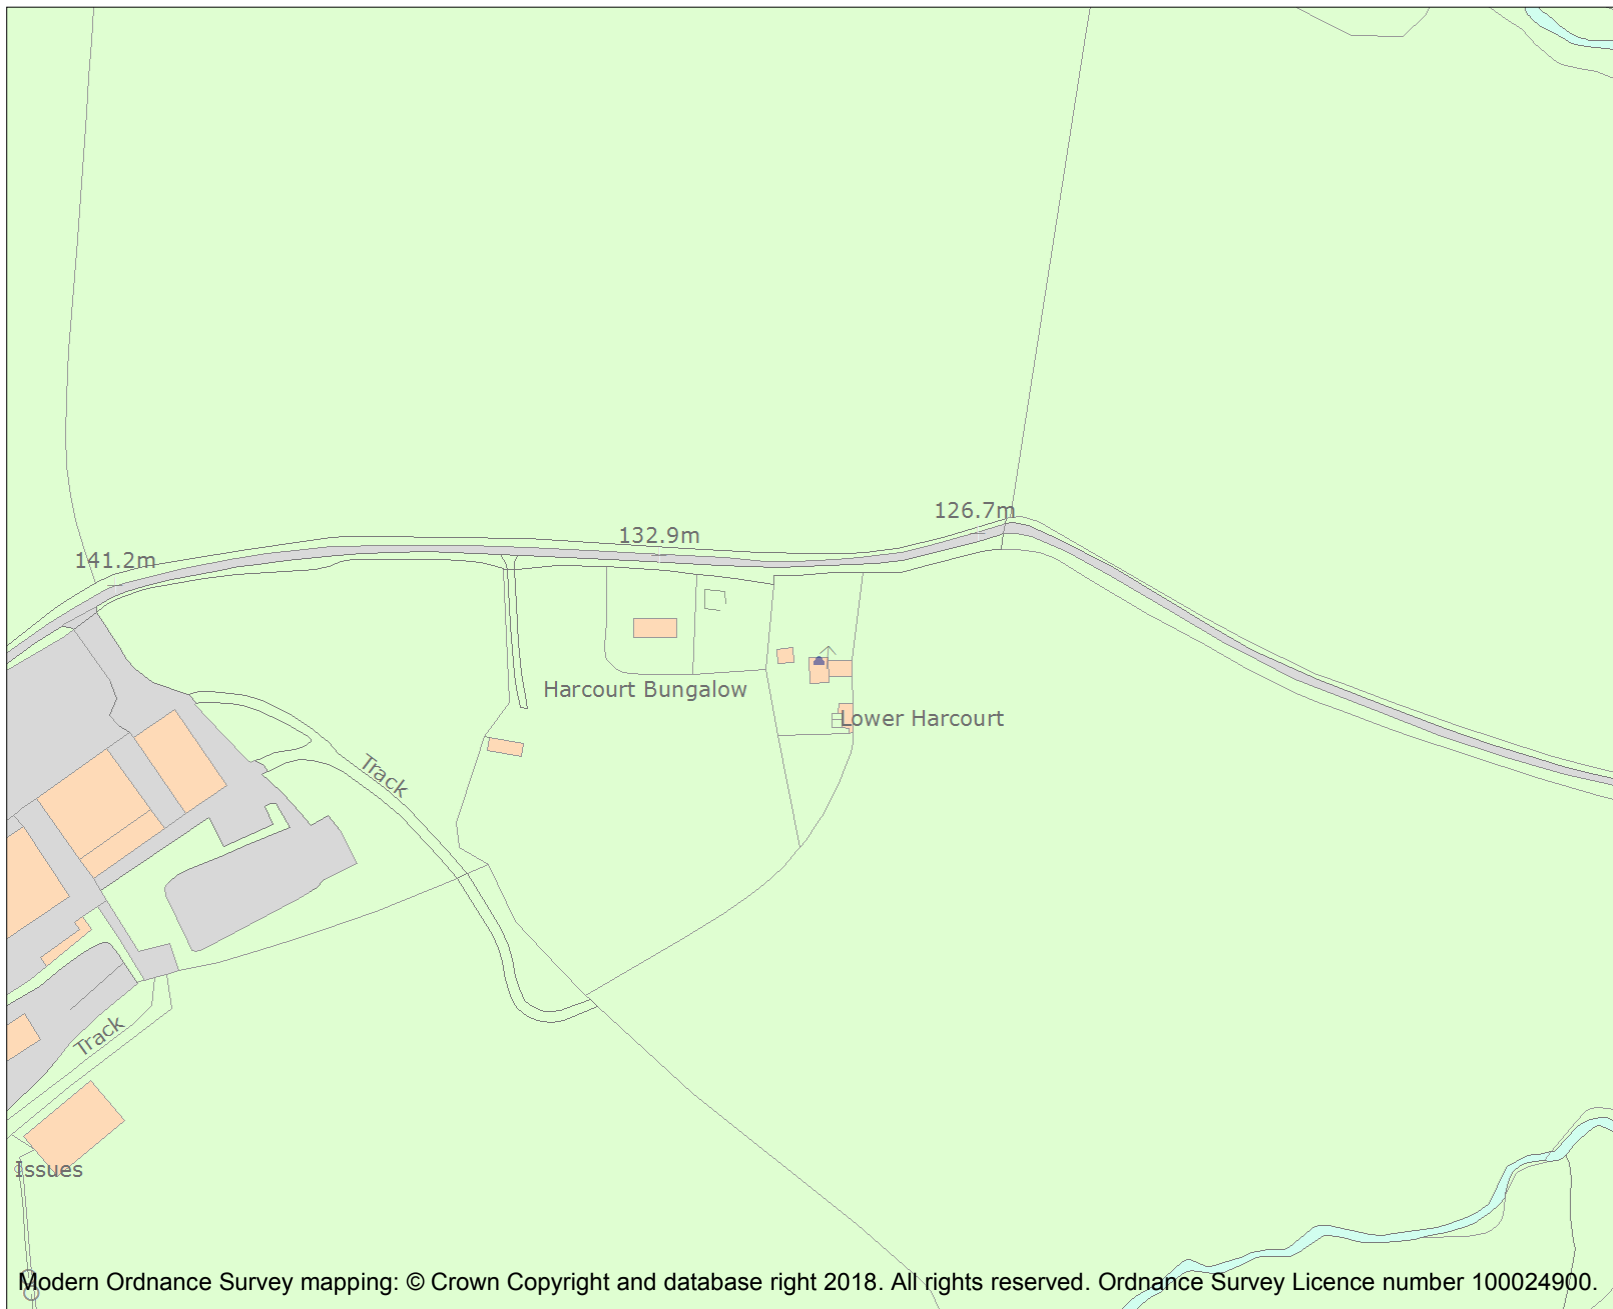 126.7m
132.9m
141.2m
Harcourt Bungalow
Lower Harcourt
Track
Track
Issues
Modern Ordnance Survey mapping: © Crown Copyright and database right 2018. All rights reserved. Ordnance Survey Licence number 100024900.